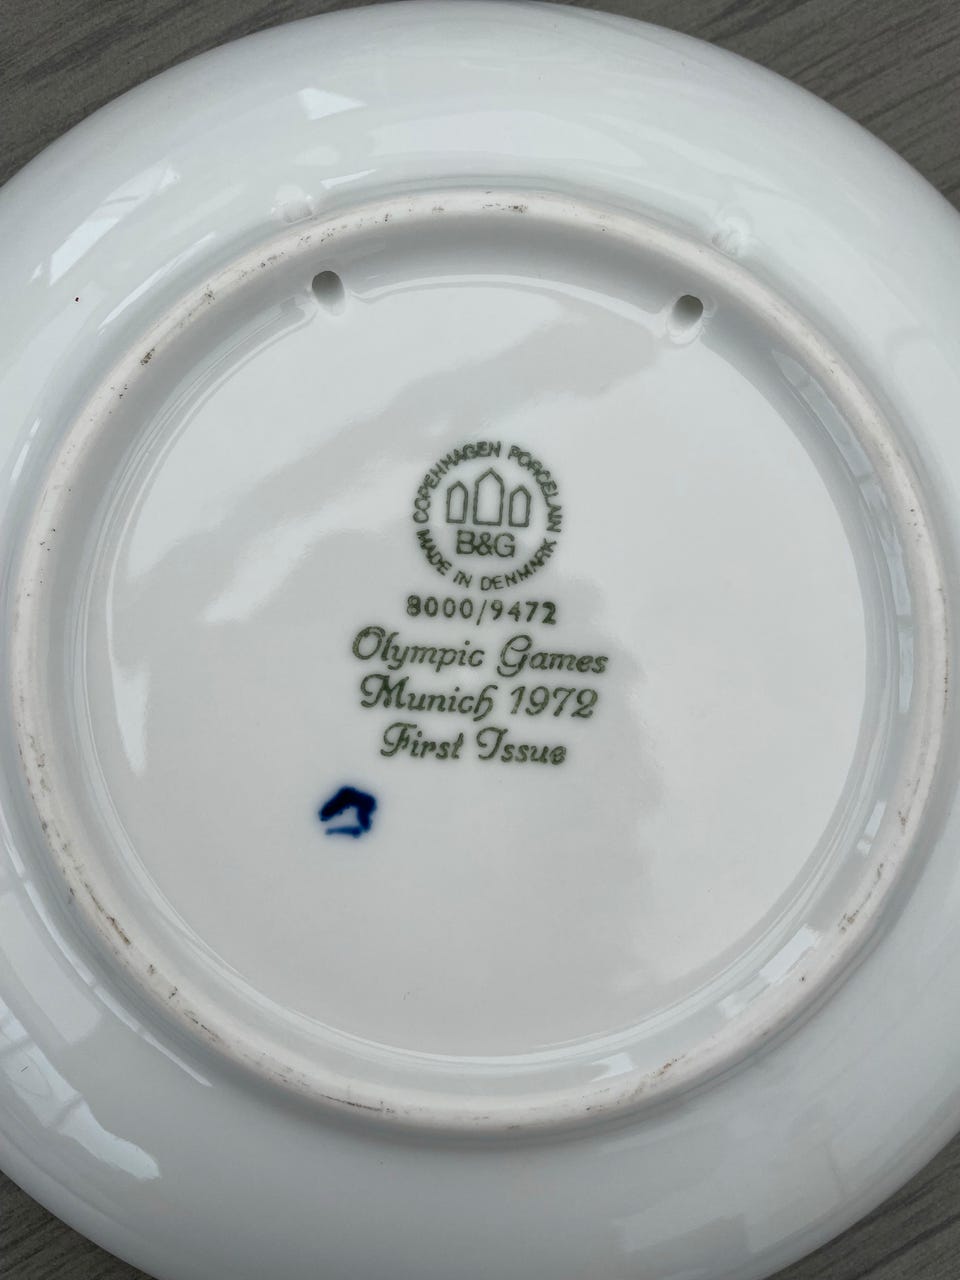 COPENHAGEN PORCELAIN
B&G
MADE IN DENMARK
8000/9472
Olympic Games
Munich 1972
First Issue